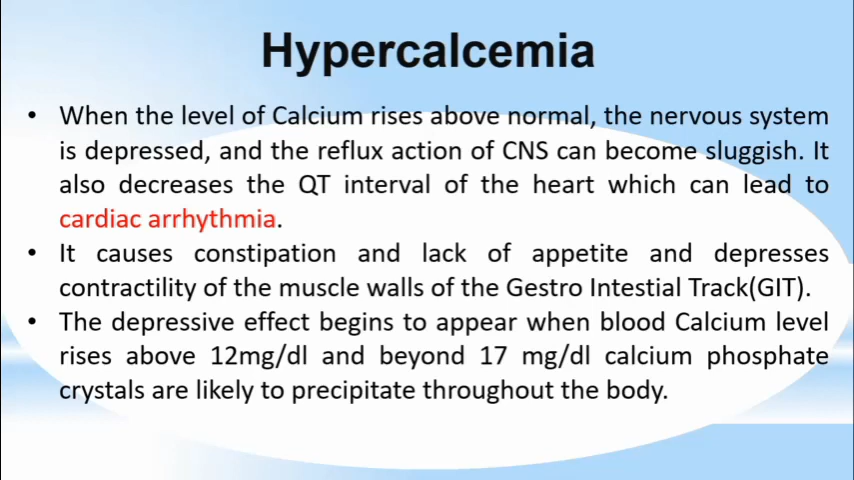 Hypercalcemia
• When the level of Calcium rises above normal, the nervous system
is depressed, and the reflux action of CNS can become sluggish. It
also decreases the QT interval of the heart which can lead to
cardiac arrhythmia.
• It causes constipation and lack of appetite and depresses
contractility of the muscle walls of the Gestro Intestial Track(GIT).
• The depressive effect begins to appear when blood Calcium level
rises above 12mg/dl and beyond 17 mg/dl calcium phosphate
crystals are likely to precipitate throughout the body.